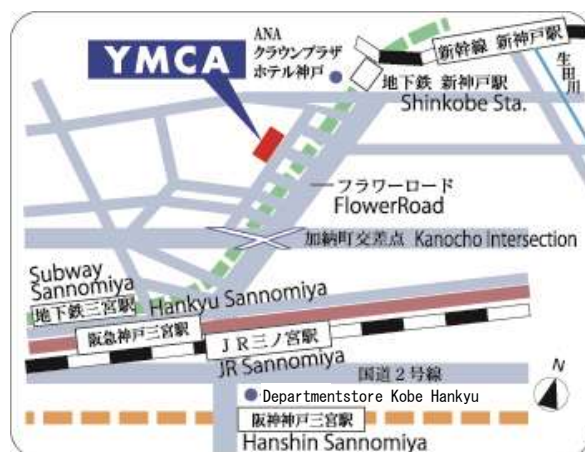 YMCA
ANA
クラウンプラザ
ホテル神戸
新幹線 新神戸駅
生田川
地下鉄 新神戸駅
Shinkobe Sta.
フラワーロード
FlowerRoad
加納町交差点 Kanocho Intersection
Subway
Sannomiya
地下鉄三宮駅
Hankyu Sannomiya
阪急神戸三宮駅
JR三ノ宮駅
JR Sannomiya
国道2号線
N
Departmentstore Kobe Hankyu
阪神神戸三宮駅
Hanshin Sannomiya